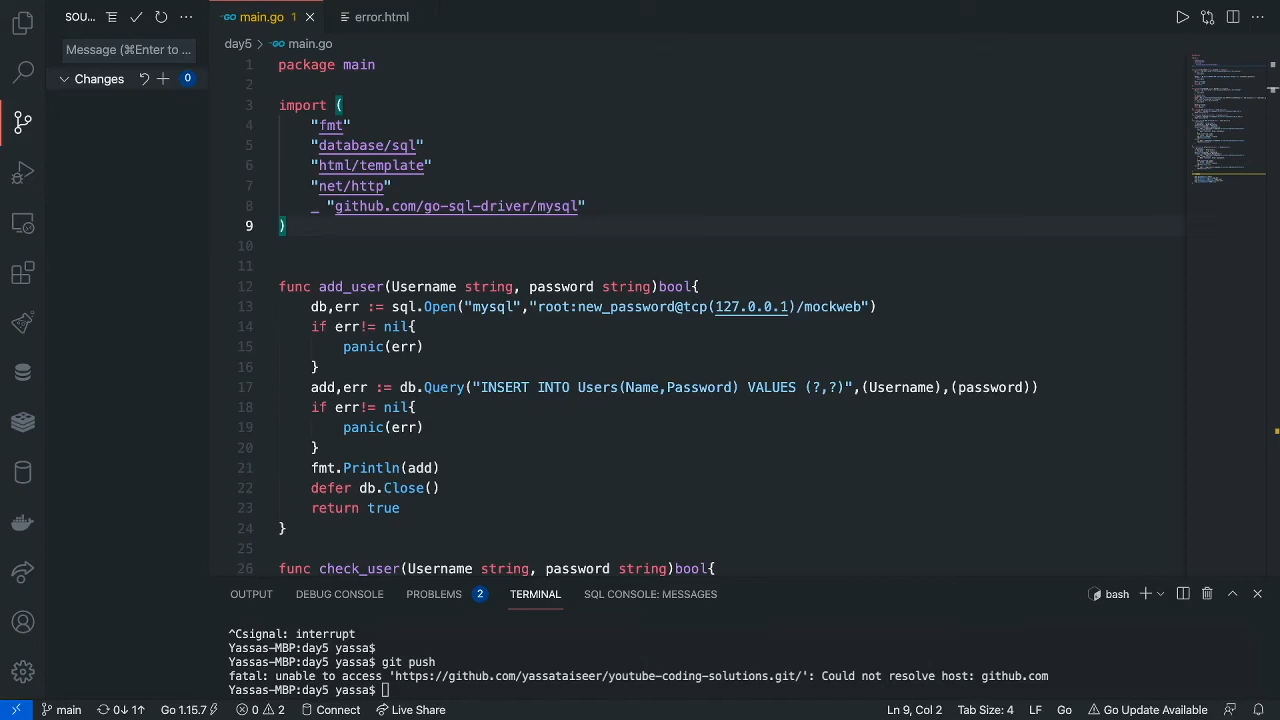 SOU...
main.go 1
error.html
Message (⌘Enter to ...
day5 > main.go
Changes 0
1 package main
2
3 import (
4 "fmt"
5 "database/sql"
6 "html/template"
7 "net/http"
8 _ "github.com/go-sql-driver/mysql"
9 )
10
11
12 func add_user(Username string, password string)bool{
13 db,err := sql.Open("mysql","root:new_password@tcp(127.0.0.1)/mockweb")
14 if err!= nil{
15 panic(err)
16 }
17 add,err := db.Query("INSERT INTO Users(Name,Password) VALUES (?,?)",(Username),(password))
18 if err!= nil{
19 panic(err)
20 }
21 fmt.Println(add)
22 defer db.Close()
23 return true
24 }
25
26 func check_user(Username string, password string)bool{
OUTPUT DEBUG CONSOLE PROBLEMS 2 TERMINAL SQL CONSOLE: MESSAGES bash
^Csignal: interrupt
Yassas-MBP:day5 yassa$
Yassas-MBP:day5 yassa$ git push
fatal: unable to access 'https://github.com/yassataiseer/youtube-coding-solutions.git/': Could not resolve host: github.com
Yassas-MBP:day5 yassa$
main 0↓ 1↑ Go 1.15.7 0 2 Connect Live Share Ln 9, Col 2 Tab Size: 4 LF Go Go Update Available